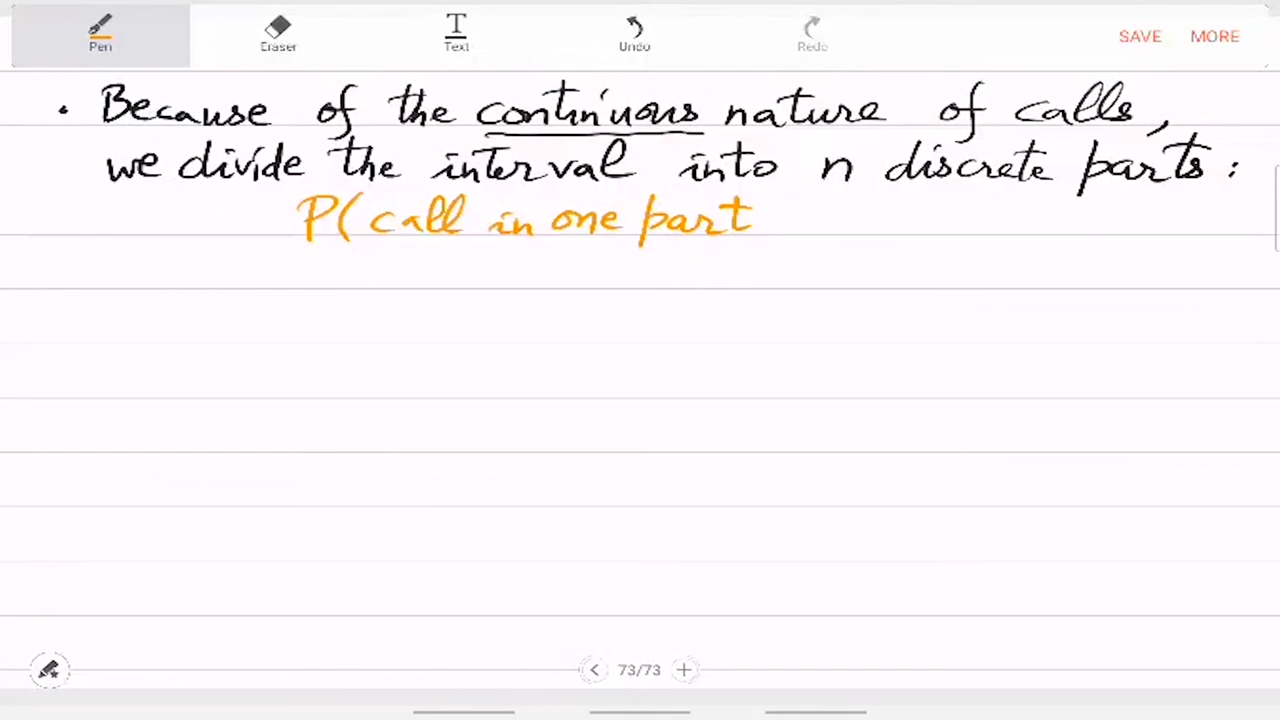 Pen Eraser Text Undo Redo SAVE MORE
• Because of the continuous nature of calls,
we divide the interval into n discrete parts :
P( call in one part
73/73